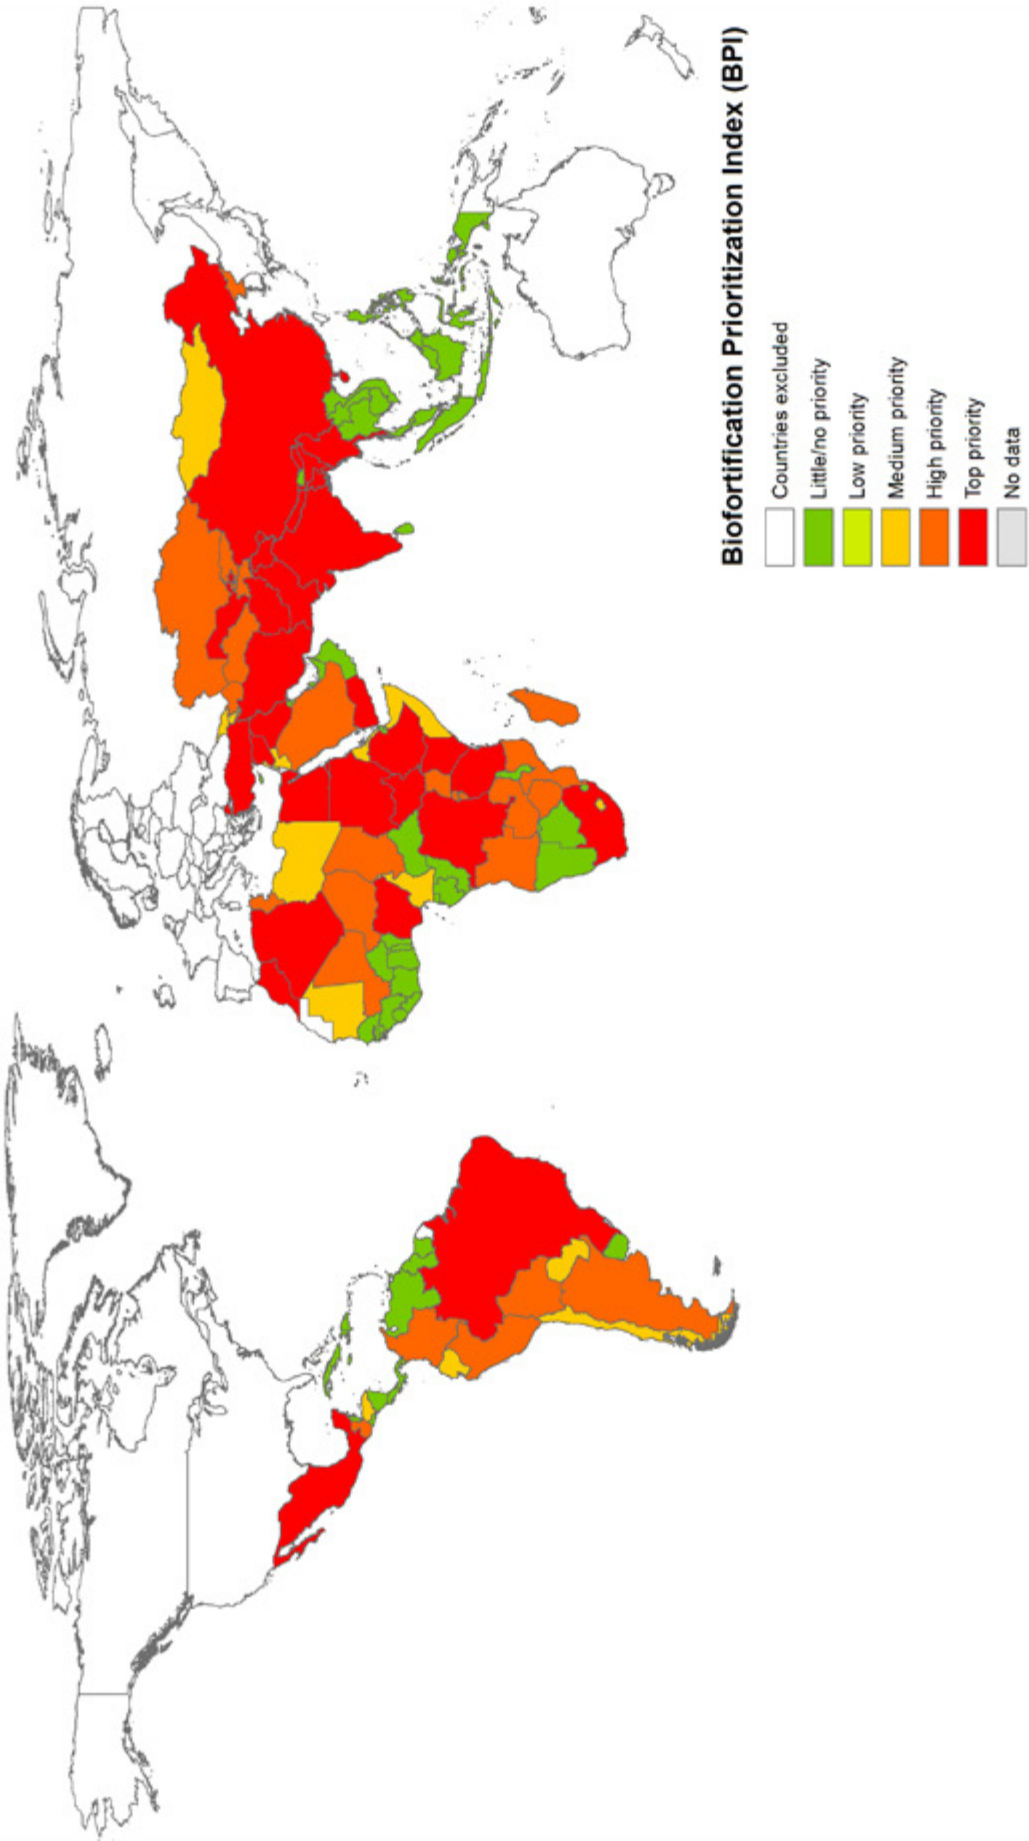 Biofortification Prioritization Index (BPI)
Countries excluded
Little/no priority
Low priority
Medium priority
High priority
Top priority
No data